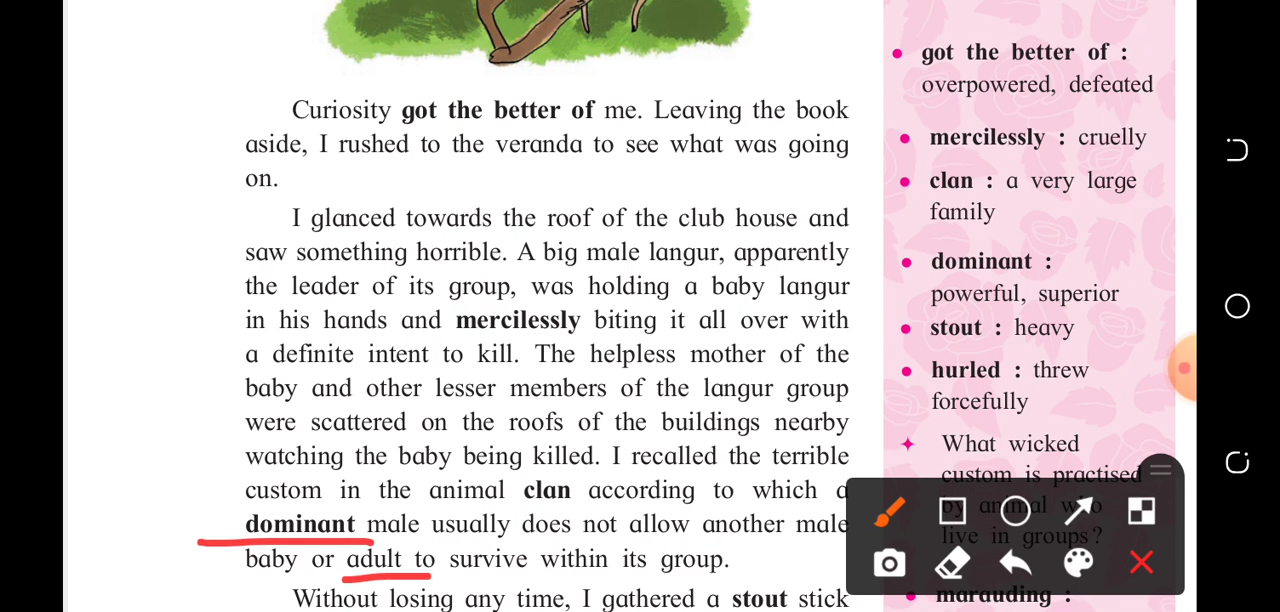 Curiosity got the better of me. Leaving the book
aside, I rushed to the veranda to see what was going
on.
I glanced towards the roof of the club house and
saw something horrible. A big male langur, apparently
the leader of its group, was holding a baby langur
in his hands and mercilessly biting it all over with
a definite intent to kill. The helpless mother of the
baby and other lesser members of the langur group
were scattered on the roofs of the buildings nearby
watching the baby being killed. I recalled the terrible
custom in the animal clan according to which a
dominant male usually does not allow another male
baby or adult to survive within its group.
Without losing any time, I gathered a stout stick
got the better of :
overpowered, defeated
mercilessly : cruelly
clan : a very large
family
dominant :
powerful, superior
stout : heavy
hurled : threw
forcefully
What wicked
custom is practised
by animal who
live in groups?
marauding :